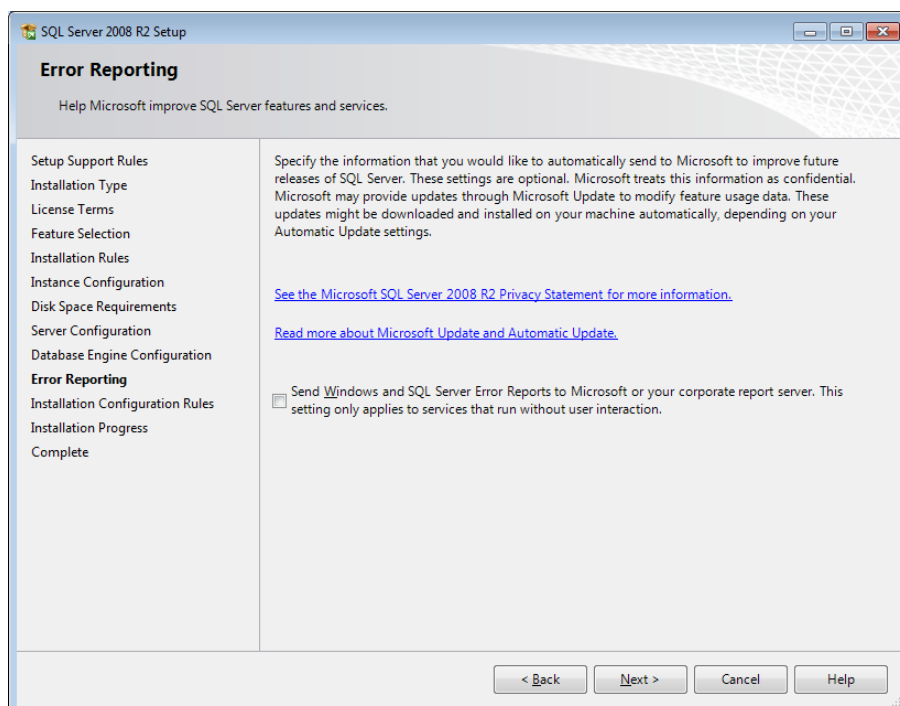 SQL Server 2008 R2 Setup
Error Reporting
Help Microsoft improve SQL Server features and services.
Setup Support Rules
Installation Type
License Terms
Feature Selection
Installation Rules
Instance Configuration
Disk Space Requirements
Server Configuration
Database Engine Configuration
Error Reporting
Installation Configuration Rules
Installation Progress
Complete
Specify the information that you would like to automatically send to Microsoft to improve future
releases of SQL Server. These settings are optional. Microsoft treats this information as confidential.
Microsoft may provide updates through Microsoft Update to modify feature usage data. These
updates might be downloaded and installed on your machine automatically, depending on your
Automatic Update settings.
See the Microsoft SQL Server 2008 R2 Privacy Statement for more information.
Read more about Microsoft Update and Automatic Update.
Send Windows and SQL Server Error Reports to Microsoft or your corporate report server. This
setting only applies to services that run without user interaction.
< Back
Next >
Cancel
Help